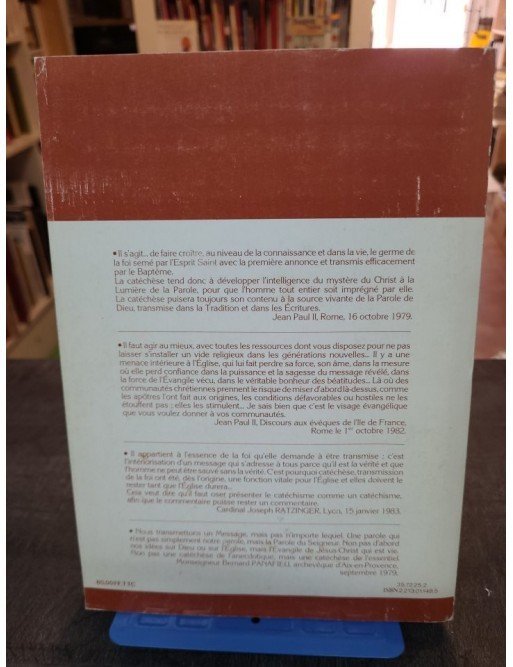 • Il s'agit... de faire croître, au niveau de la connaissance et dans la vie, le germe de
la foi semé par l'Esprit Saint avec la première annonce et transmis efficacement
par le Baptême.
La catéchèse tend donc à développer l'intelligence du mystère du Christ à la
Lumière de la Parole, pour que l'homme tout entier soit imprégné par elle.
La catéchèse puisera toujours son contenu à la source vivante de la Parole de
Dieu, transmise dans la Tradition et dans les Écritures.
Jean Paul II, Rome, 16 octobre 1979.
• Il faut agir au mieux, avec toutes les ressources dont vous disposez pour ne pas
laisser s'installer un vide religieux dans les générations nouvelles... Il y a une
menace intérieure à l'Église, qui lui fait perdre sa force, son âme, dans la mesure
où elle perd confiance dans la puissance et la sagesse du message révélé, dans
la force de l'Évangile vécu, dans le véritable bonheur des béatitudes... Là où des
communautés chrétiennes prennent le risque de miser d'abord là-dessus, comme
les apôtres l'ont fait aux origines, les conditions défavorables ou hostiles ne les
étouffent pas : elles les stimulent... Je sais bien que c'est le visage évangélique
que vous voulez donner à vos communautés.
Jean Paul II, Discours aux évêques de l'Ile de France,
Rome le 1er octobre 1982.
• Il appartient à l'essence de la foi qu'elle demande à être transmise : c'est
l'intériorisation d'un message qui s'adresse à tous parce qu'il est la vérité et que
l'homme ne peut être sauvé sans la vérité. C'est pourquoi catéchèse, transmission
de la foi ont été, dès l'origine, une fonction vitale pour l'Église et elles doivent le
rester tant que l'Église durera...
Cela veut dire qu'il faut oser présenter le catéchisme comme un catéchisme,
afin que le commentaire puisse rester un commentaire.
Cardinal Joseph RATZINGER, Lyon, 15 janvier 1983.
• Nous transmettons un Message, mais pas n'importe lequel. Une parole qui
n'est pas simplement notre parole, mais la Parole du Seigneur. Non pas d'abord
nos idées sur Dieu ou sur l'Église, mais l'Évangile de Jésus-Christ qui est vie.
Non pas une catéchèse de l'anecdotique, mais une catéchèse de l'essentiel.
Monseigneur Bernard PANAFIEU, archevêque d'Aix-en-Provence,
septembre 1979.
85,00FF.TTC
39.72.25.2
ISBN 2.213.01148.5